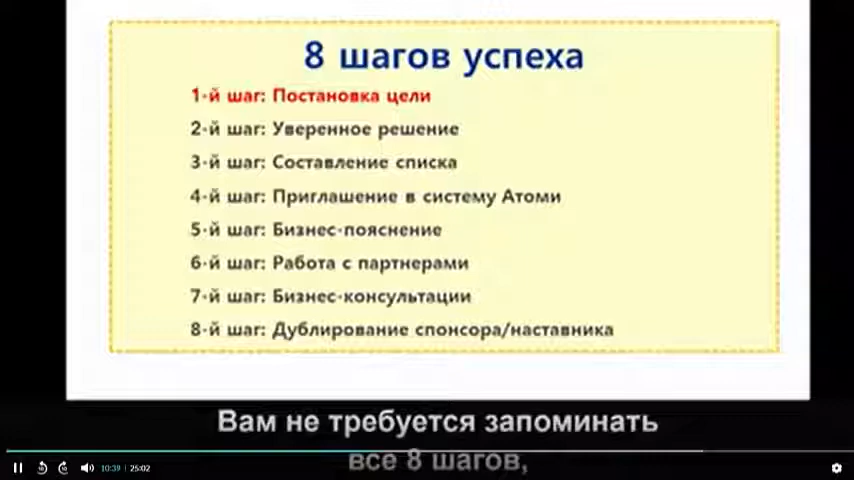 8 шагов успеха
1-й шаг: Постановка цели
2-й шаг: Уверенное решение
3-й шаг: Составление списка
4-й шаг: Приглашение в систему Атоми
5-й шаг: Бизнес-пояснение
6-й шаг: Работа с партнерами
7-й шаг: Бизнес-консультации
8-й шаг: Дублирование спонсора/наставника
Вам не требуется запоминать
все 8 шагов,
10:39 | 25:02